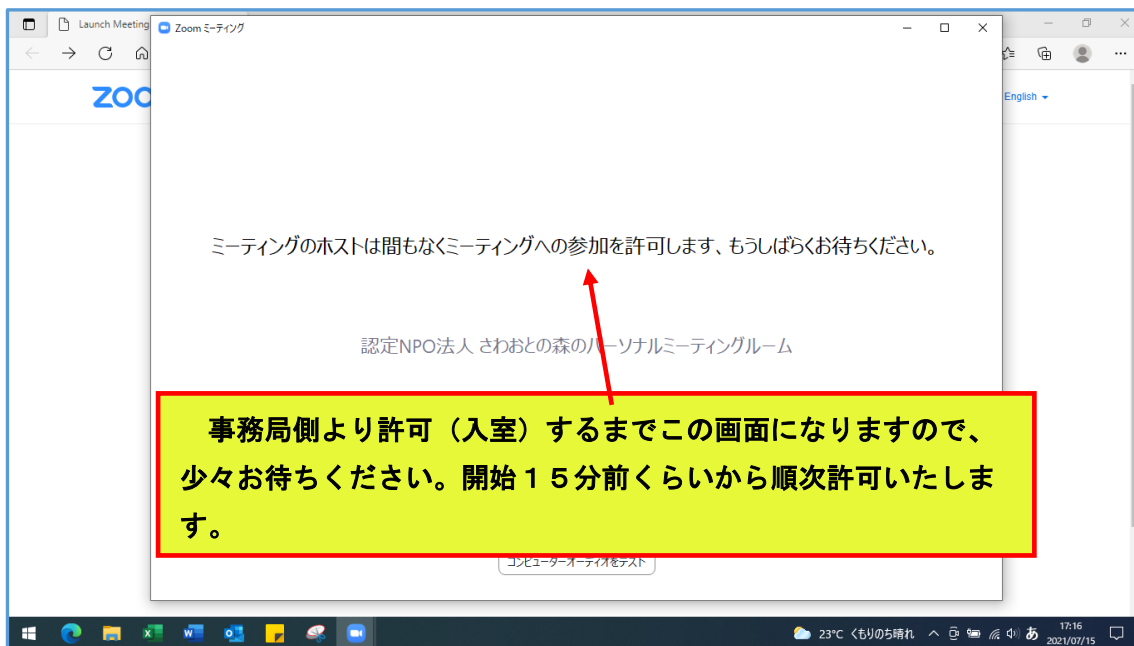 Launch Meeting
Zoom ミーティング
ZOO
English
ミーティングのホストは間もなくミーティングへの参加を許可します、もうしばらくお待ちください。
認定NPO法人 さわおとの森のパーソナルミーティングルーム
事務局側より許可（入室）するまでこの画面になりますので、
少々お待ちください。開始１５分前くらいから順次許可いたしま
す。
コンピューターオーディオをテスト
23°C くもりのち晴れ
あ
17:16
2021/07/15